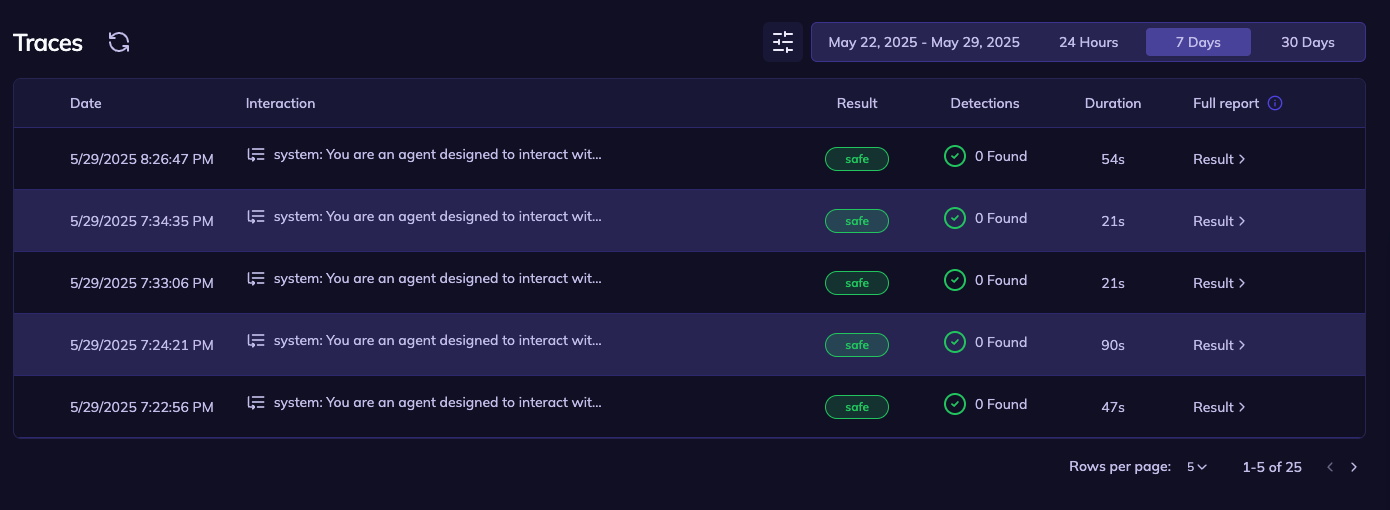 Traces
May 22, 2025 - May 29, 2025 24 Hours 7 Days 30 Days
Date Interaction Result Detections Duration Full report
5/29/2025 8:26:47 PM system: You are an agent designed to interact wit... safe 0 Found 54s Result
5/29/2025 7:34:35 PM system: You are an agent designed to interact wit... safe 0 Found 21s Result
5/29/2025 7:33:06 PM system: You are an agent designed to interact wit... safe 0 Found 21s Result
5/29/2025 7:24:21 PM system: You are an agent designed to interact wit... safe 0 Found 90s Result
5/29/2025 7:22:56 PM system: You are an agent designed to interact wit... safe 0 Found 47s Result
Rows per page: 5 1-5 of 25